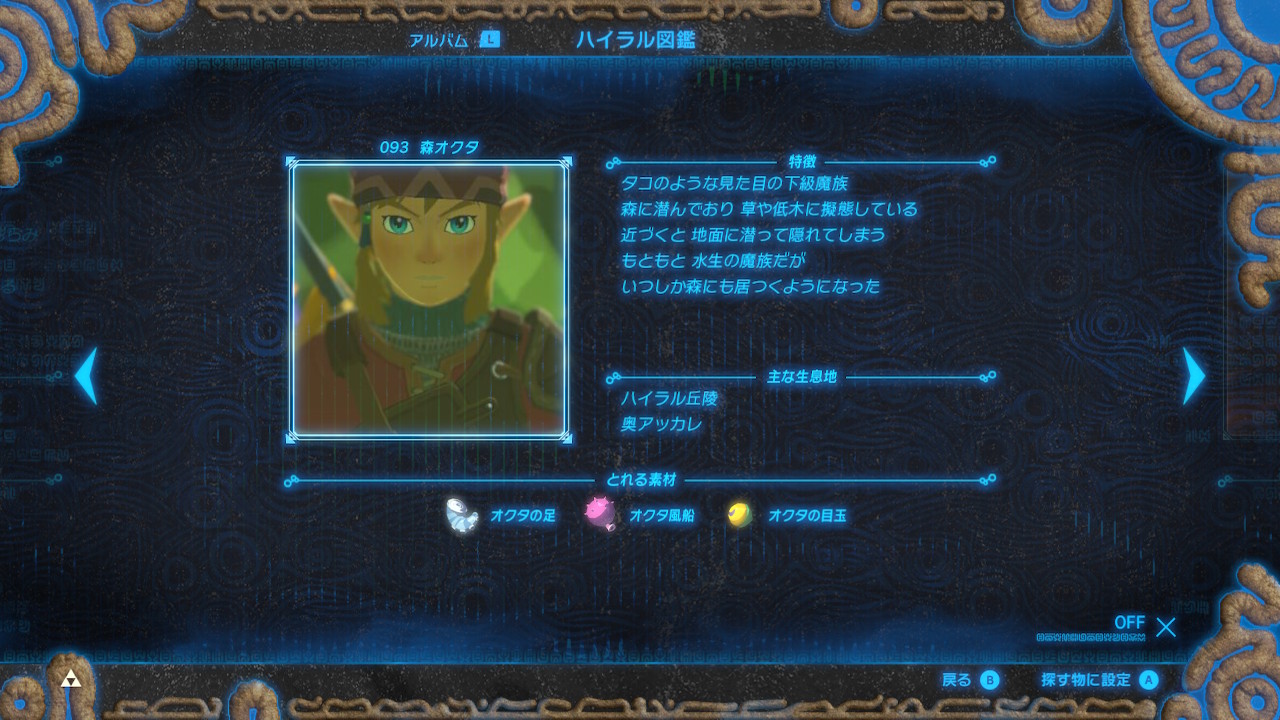 アルバム L
ハイラル図鑑
093 森オクタ
特徴
タコのような見た目の下級魔族
森に潜んでおり 草や低木に擬態している
近づくと 地面に潜って隠れてしまう
もともと 水生の魔族だが
いつしか森にも居つくようになった
主な生息地
ハイラル丘陵
奥アッカレ
とれる素材
オクタの足 オクタ風船 オクタの目玉
OFF
戻る B 探す物に設定 A